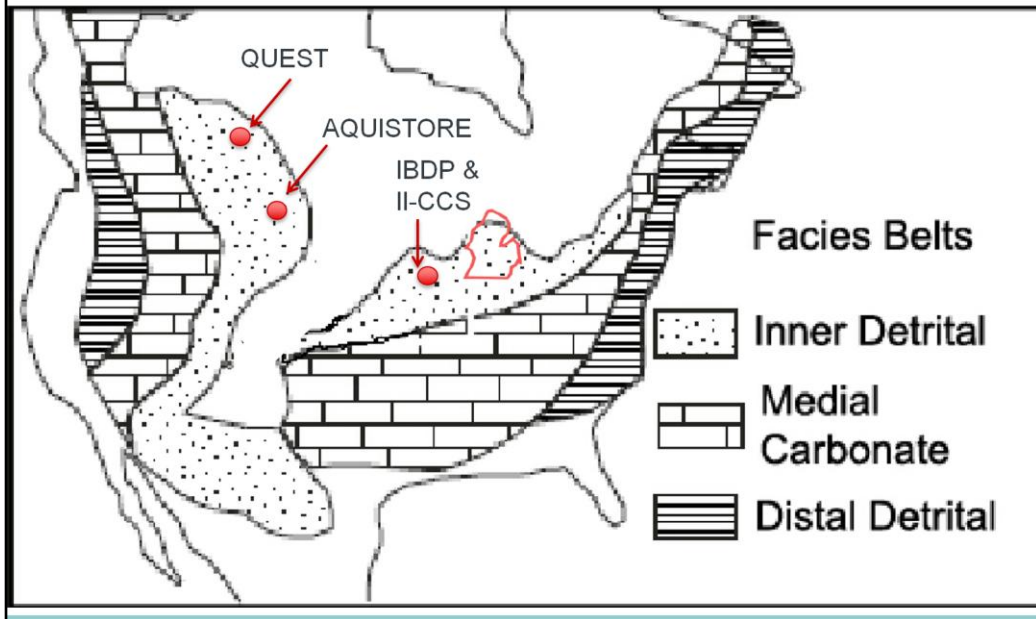 QUEST
AQUISTORE
IBDP &
II-CCS
Facies Belts
Inner Detrital
Medial
Carbonate
Distal Detrital